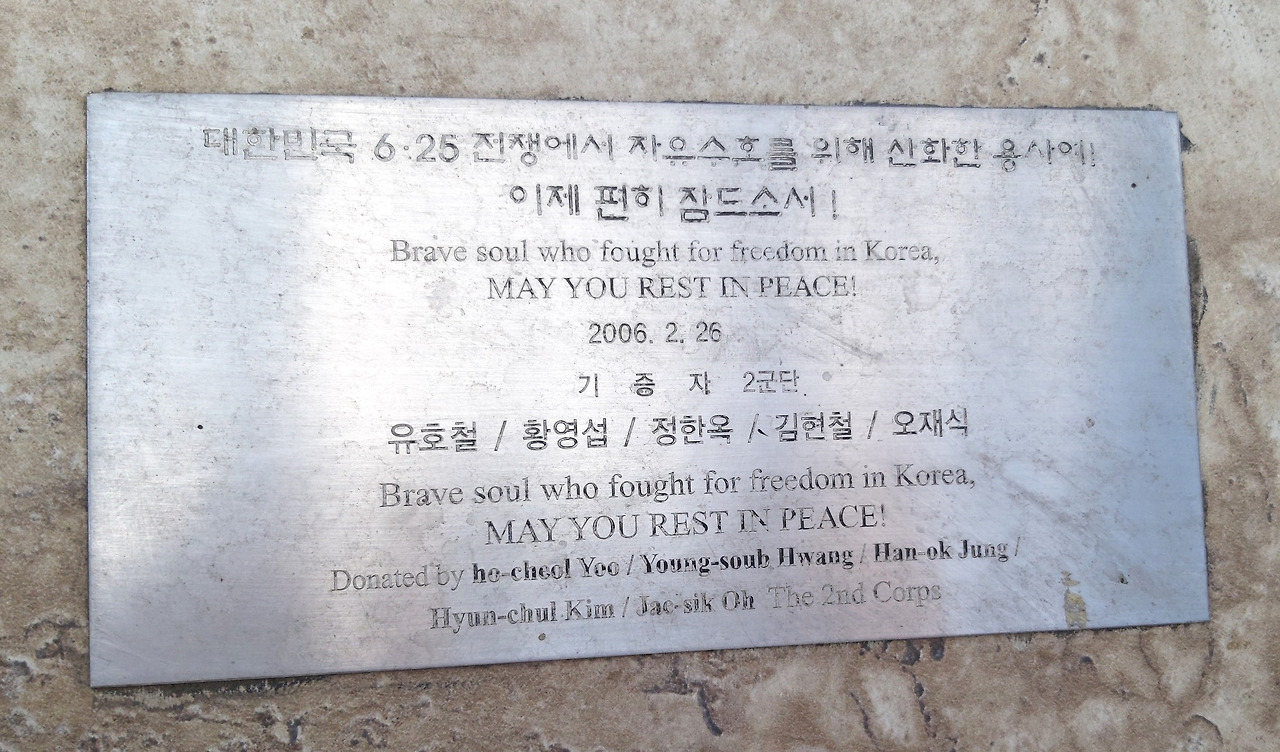 대한민국 6·25 전쟁에서 자유수호를 위해 산화한 용사여!
이제 편히 잠드소서!
Brave soul who fought for freedom in Korea,
MAY YOU REST IN PEACE!
2006. 2. 26
기 증 자 2군단
유호철 / 황영섭 / 정한옥 / 김현철 / 오재식
Brave soul who fought for freedom in Korea,
MAY YOU REST IN PEACE!
Donated by ho-cheol Yoo / Young-soub Hwang / Han-ok Jung /
Hyun-chul Kim / Jae-sik Oh The 2nd Corps